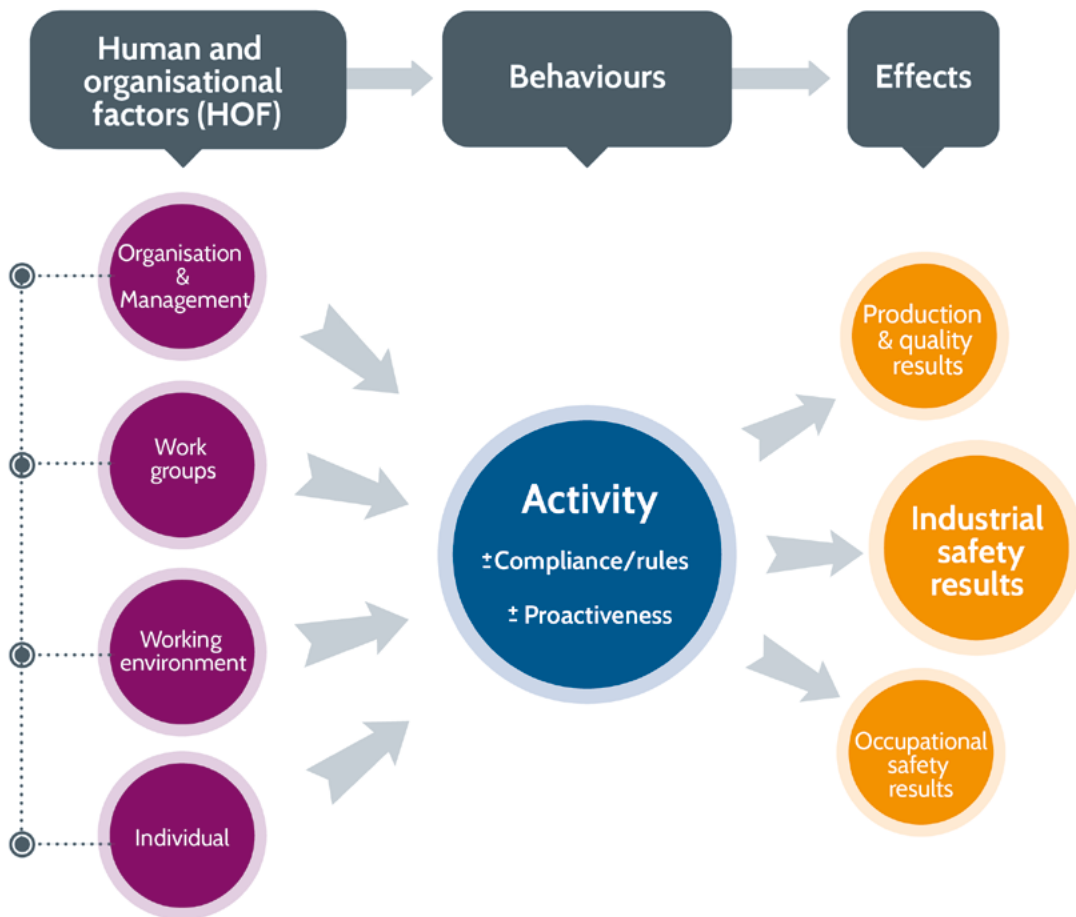 Human and
organisational
factors (HOF)
Behaviours
Effects
Organisation
&
Management
Work
groups
Working
environment
Individual
Activity
±Compliance/rules
± Proactiveness
Production
& quality
results
Industrial
safety
results
Occupational
safety
results